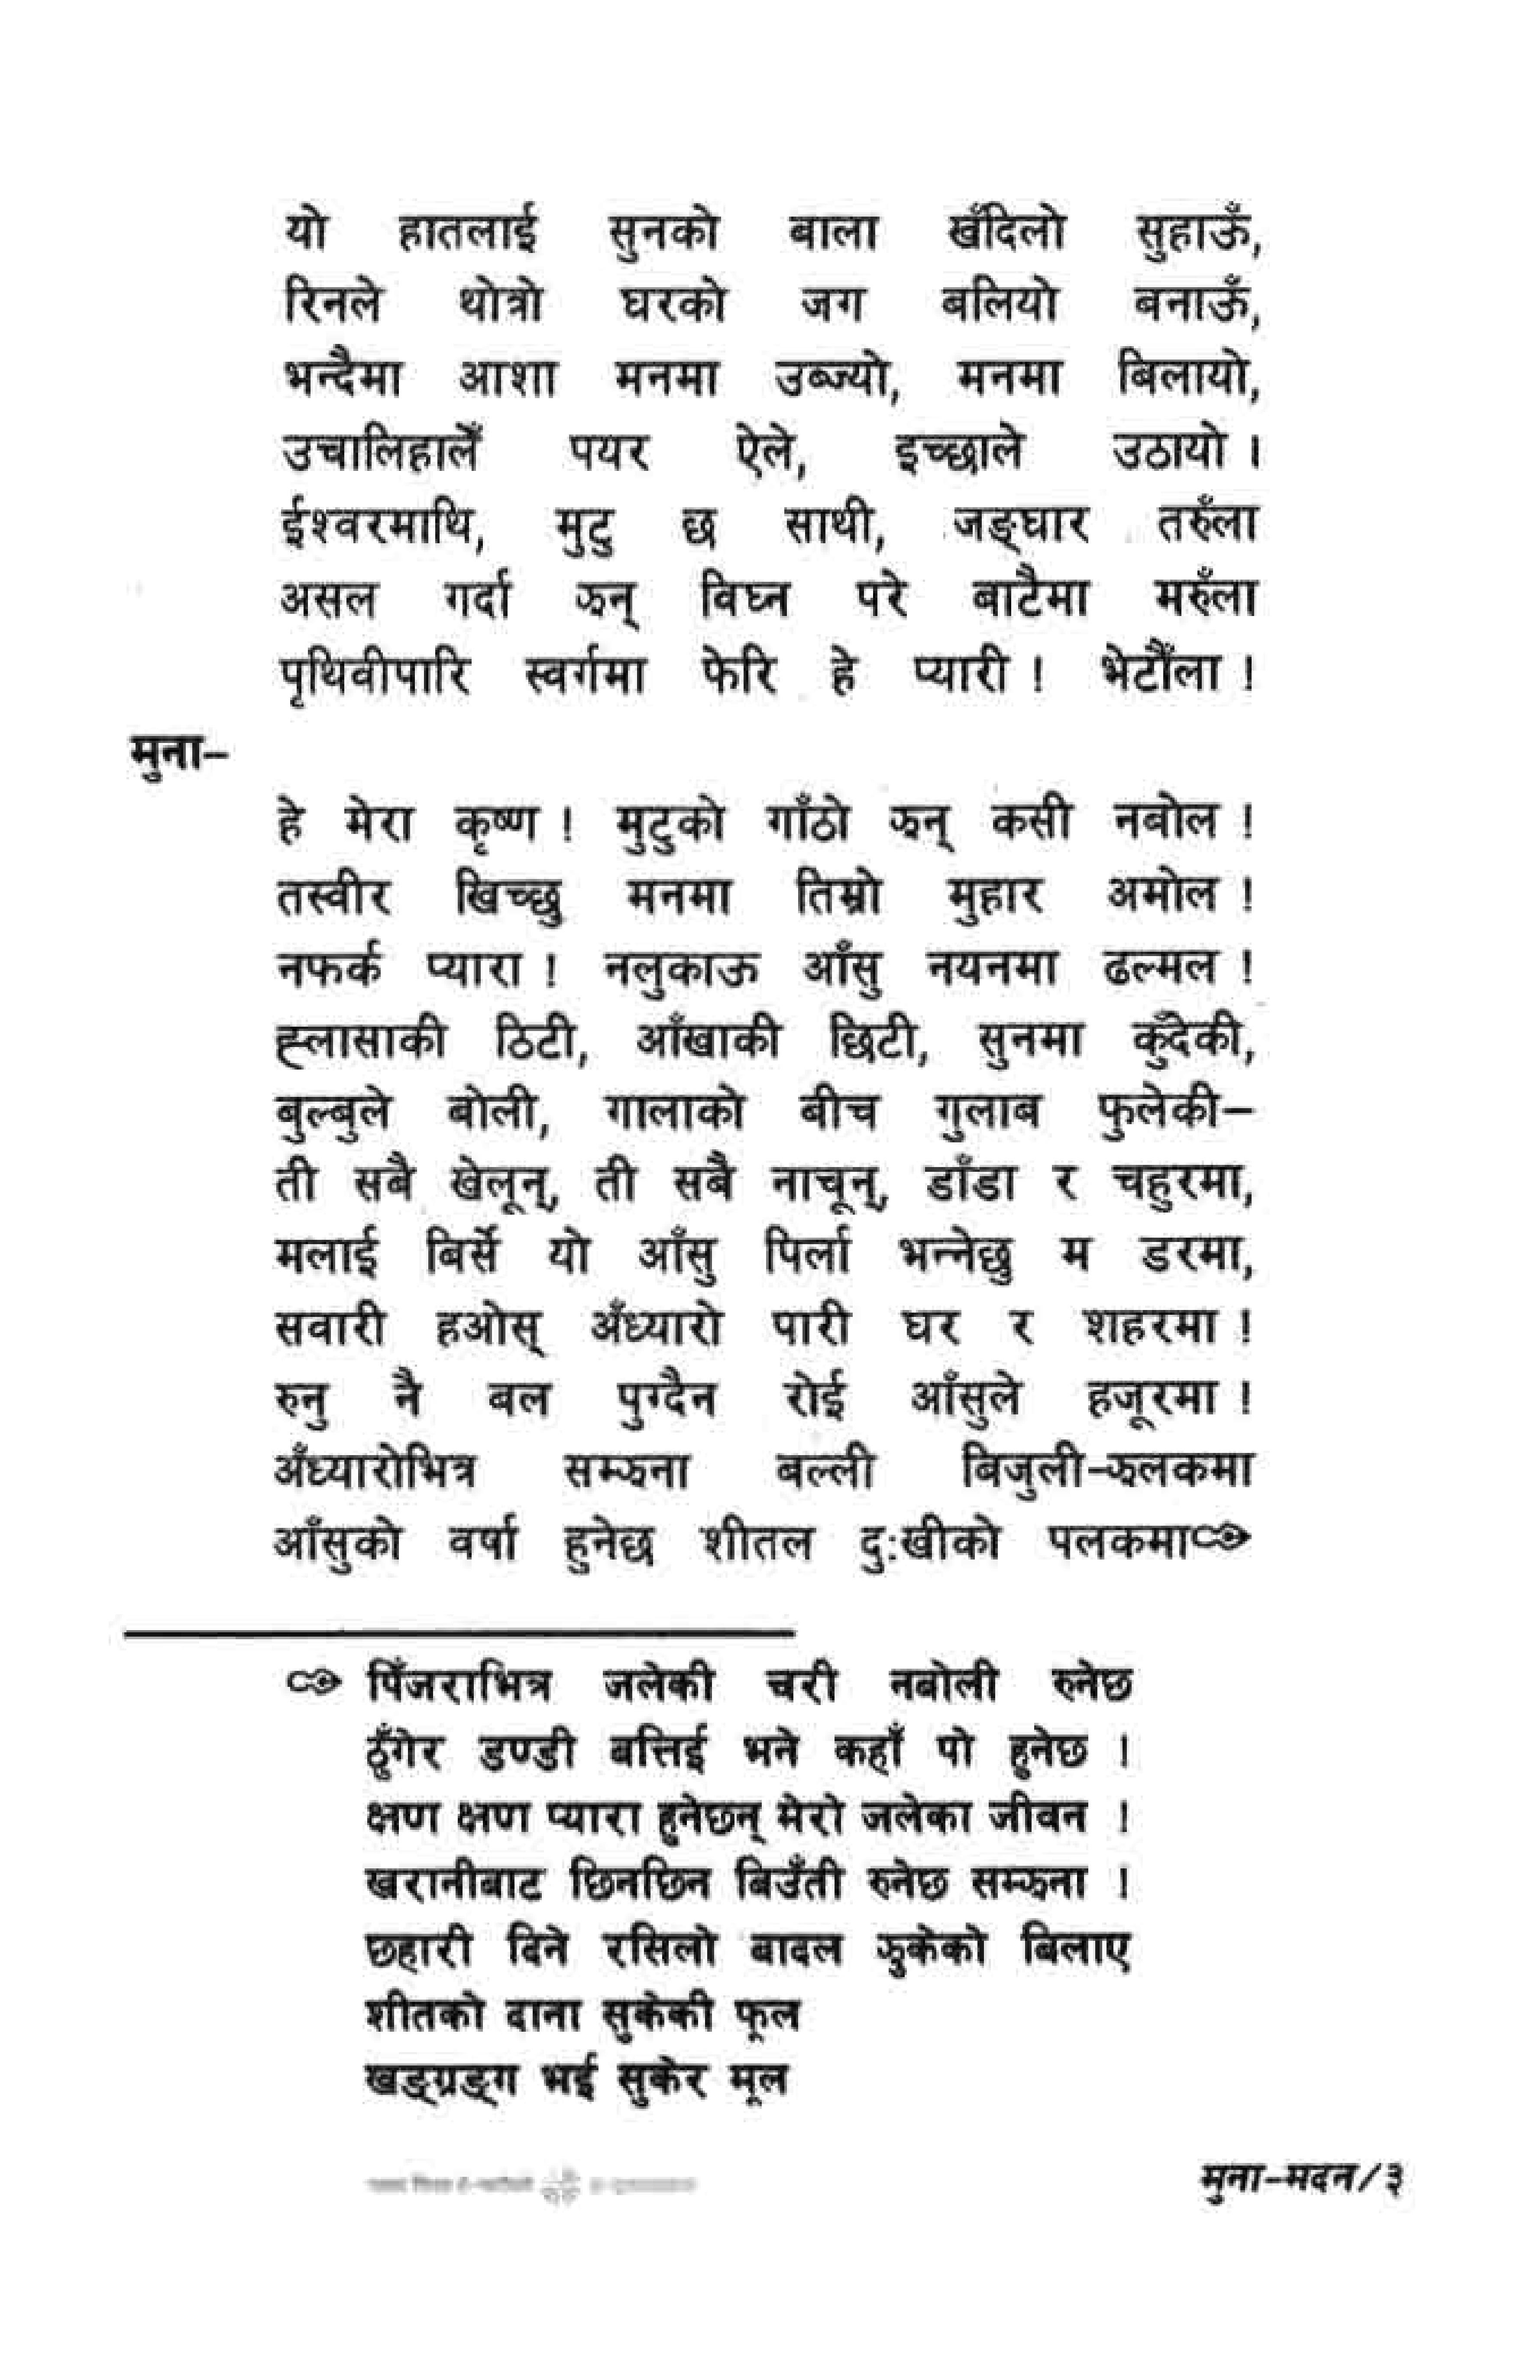 यो हातलाई सुनको बाला खँदिलो सुहाऊँ,
रिनले थोत्रो घरको जग बलियो बनाऊँ,
भन्दैमा आशा मनमा उब्ज्यो, मनमा बिलायो,
उचालिहालेँ पयर ऐले, इच्छाले उठायो ।
ईश्वरमाथि, मुटु छ साथी, जङ्घार तरुँला
असल गर्दा झन् विघ्न परे बाटैमा मरुँला
पृथिवीपारि स्वर्गमा फेरि हे प्यारी ! भेटौँला !
मुना–
हे मेरा कृष्ण ! मुटुको गाँठो झन् कसी नबोल !
तस्वीर खिच्छु मनमा तिम्रो मुहार अमोल !
नफर्क प्यारा ! नलुकाऊ आँसु नयनमा ढल्मल !
ह्लासाकी ठिटी, आँखाकी छिटी, सुनमा कुँदेकी,
बुल्बुले बोली, गालाको बीच गुलाब फुलेकी–
ती सबै खेलून्, ती सबै नाचून्, डाँडा र चहुरमा,
मलाई बिर्से यो आँसु पिर्ला भन्नेछु म डरमा,
सवारी हओस् अँध्यारो पारी घर र शहरमा !
रुनु नै बल पुग्दैन रोई आँसुले हजूरमा !
अँध्यारोभित्र सम्झना बल्ली बिजुली-झलकमा
आँसुको वर्षा हुनेछ शीतल दुःखीको पलकमा
पिँजराभित्र जलेकी चरी नबोली रुनेछ
ठुँगेर डण्डी बत्तिई भने कहाँ पो हुनेछ ।
क्षण क्षण प्यारा हुनेछन् मेरो जलेका जीवन ।
खरानीबाट छिनछिन बिउँती रुनेछ सम्झना ।
छहारी दिने रसिलो बादल झुकेको बिलाए
शीतको दाना सुकेकी फूल
खङ्ग्रङ्ग भई सुकेर मूल
मुना-मदन/३